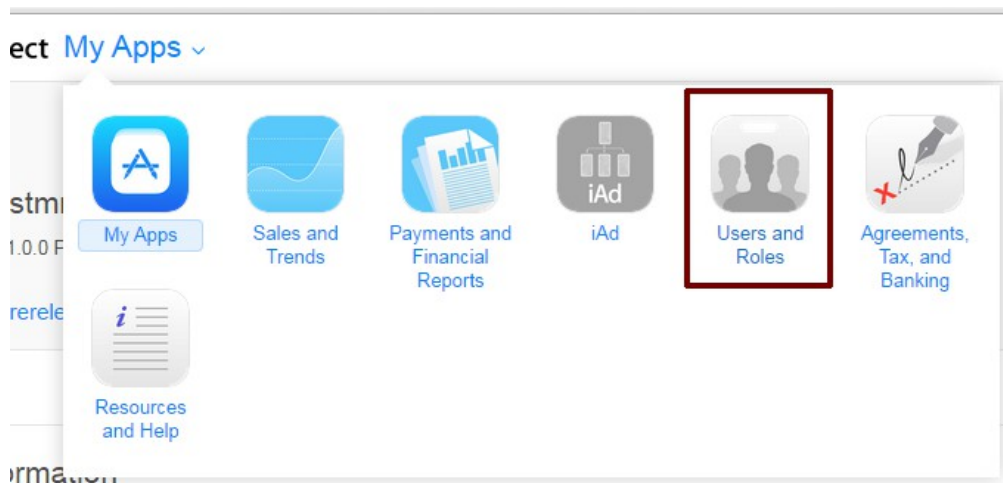 ect My Apps
stm
1.0.0 F
rerele
My Apps
Sales and
Trends
Payments and
Financial
Reports
iAd
iAd
Users and
Roles
Agreements,
Tax, and
Banking
i
Resources
and Help